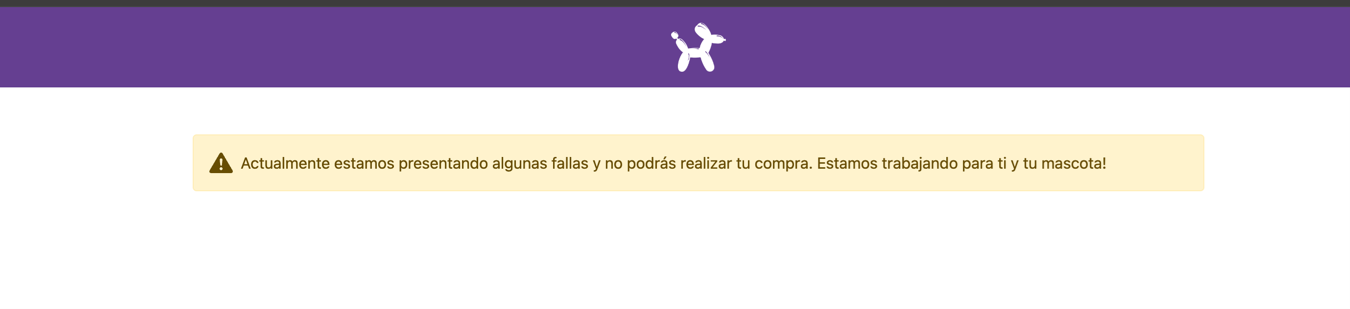 Actualmente estamos presentando algunas fallas y no podrás realizar tu compra. Estamos trabajando para ti y tu mascota!